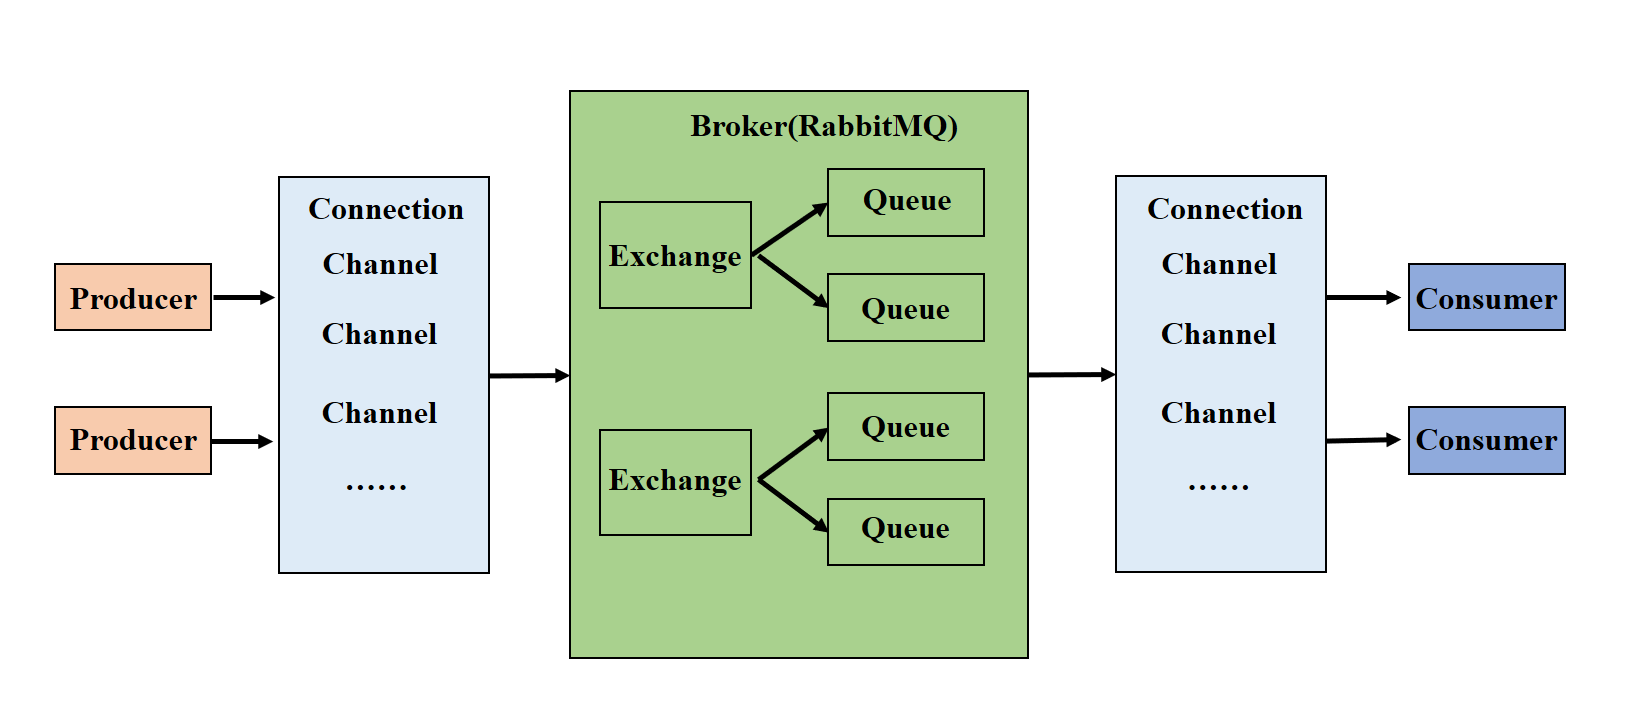 Producer
Producer
Connection
Channel
Channel
Channel
......
Broker(RabbitMQ)
Exchange
Queue
Queue
Exchange
Queue
Queue
Connection
Channel
Channel
Channel
......
Consumer
Consumer